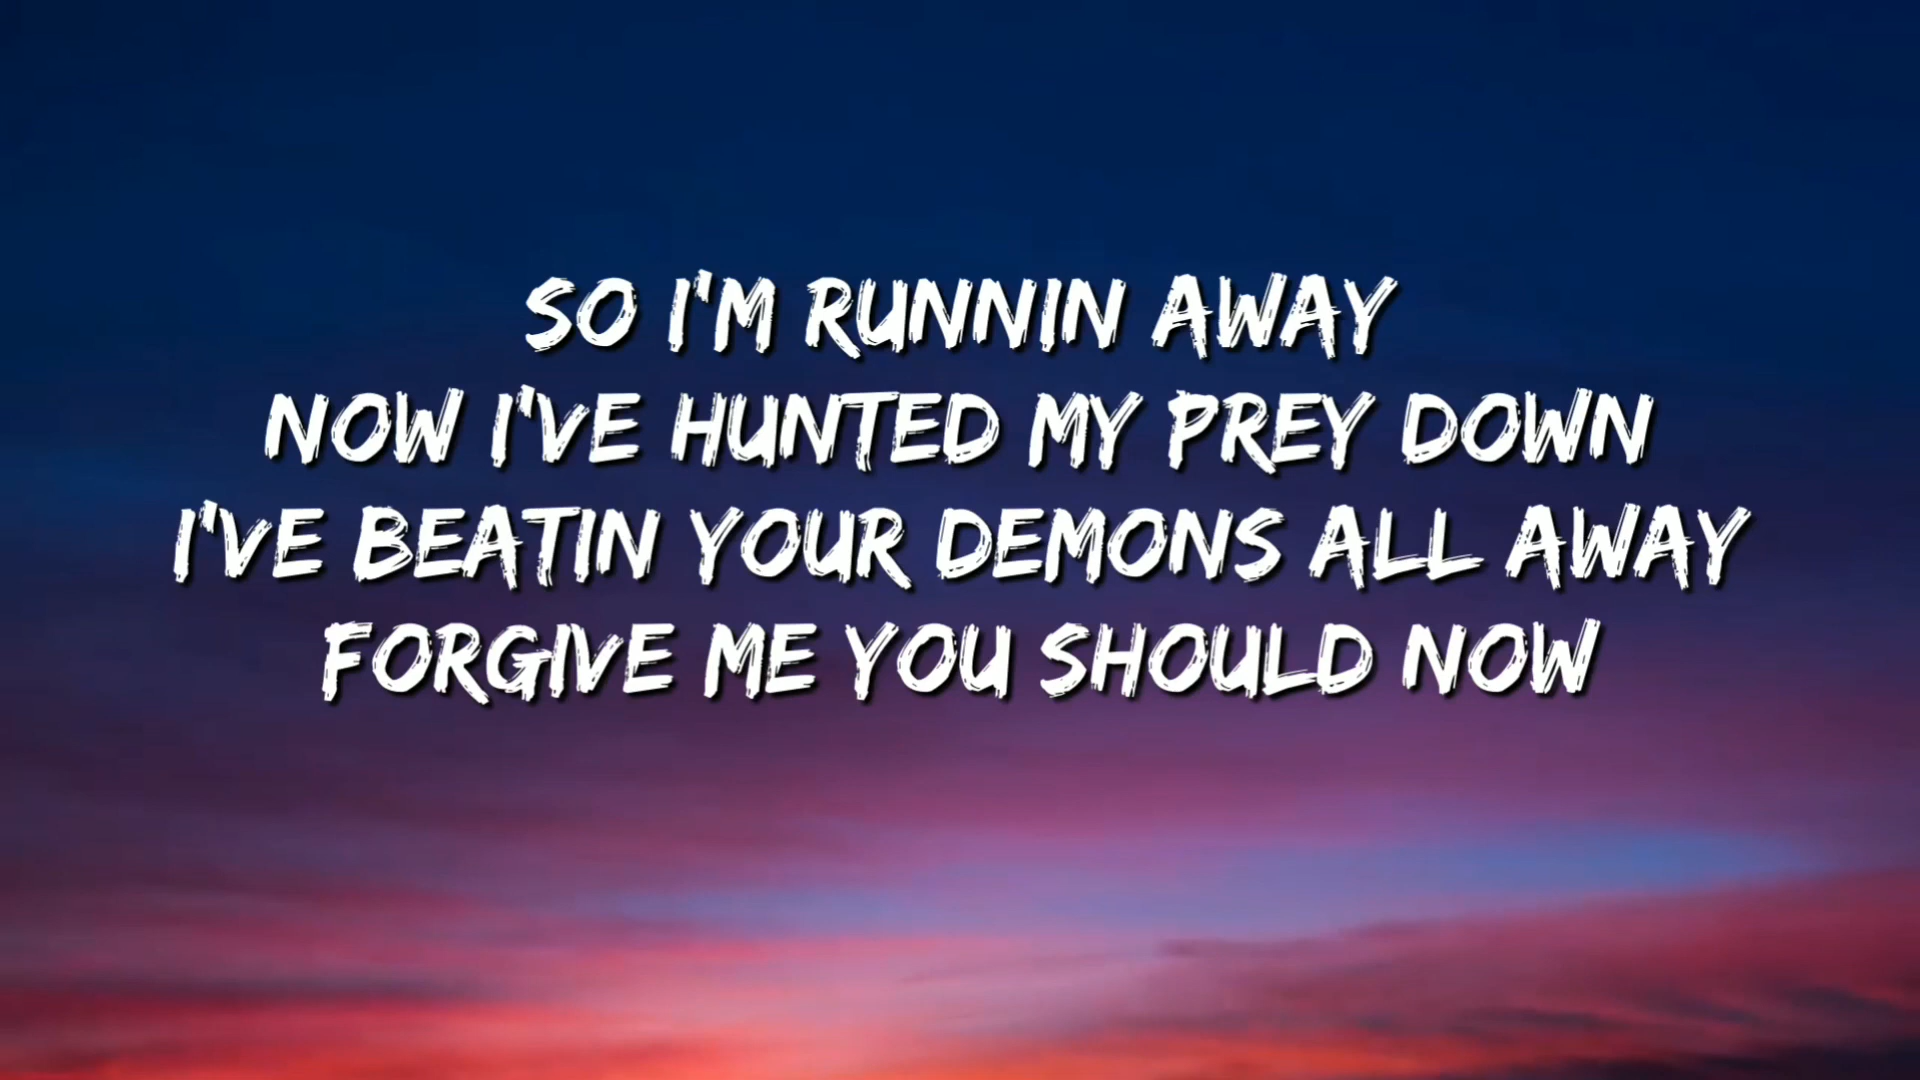 SO I'M RUNNIN AWAY
NOW I'VE HUNTED MY PREY DOWN
I'VE BEATIN YOUR DEMONS ALL AWAY
FORGIVE ME YOU SHOULD NOW